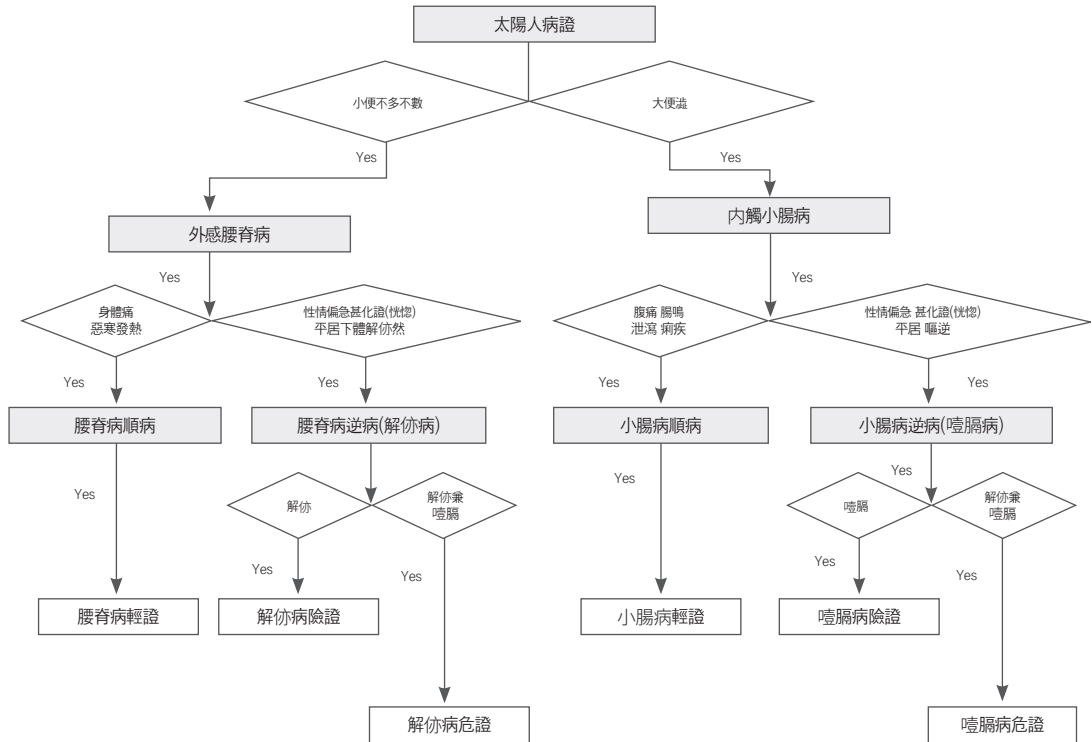 太陽人病證
小便不多不數
大便澁
Yes
Yes
外感腰脊病
内觸小腸病
Yes
Yes
身體痛
惡寒發熱
性情偏急甚化證(恍惚)
平居下體解㑊然
腹痛 腸鳴
泄瀉 痢疾
性情偏急 甚化證(恍惚)
平居 嘔逆
Yes
Yes
Yes
Yes
腰脊病順病
腰脊病逆病(解㑊病)
小腸病順病
小腸病逆病(噎膈病)
Yes
Yes
Yes
解㑊
解㑊兼
噎膈
噎膈
解㑊兼
噎膈
Yes
Yes
Yes
Yes
腰脊病輕證
解㑊病險證
小腸病輕證
噎膈病險證
解㑊病危證
噎膈病危證